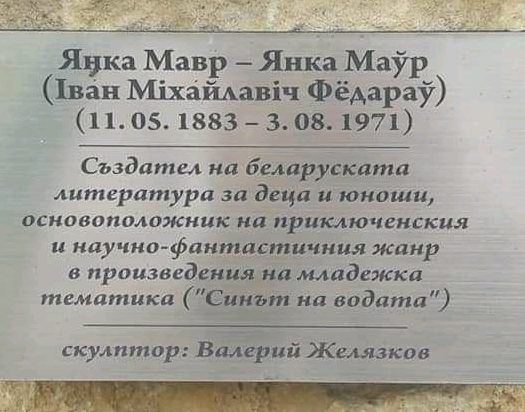 Янка Мавр – Янка Маўр
(Іван Міхайлавіч Фёдараў)
(11. 05. 1883 – 3. 08. 1971)
Създател на беларуската
литература за деца и юноши,
основоположник на приключенския
и научно-фантастичния жанр
в произведения на младежка
тематика ("Синът на водата")
скулптор: Валерий Желязков